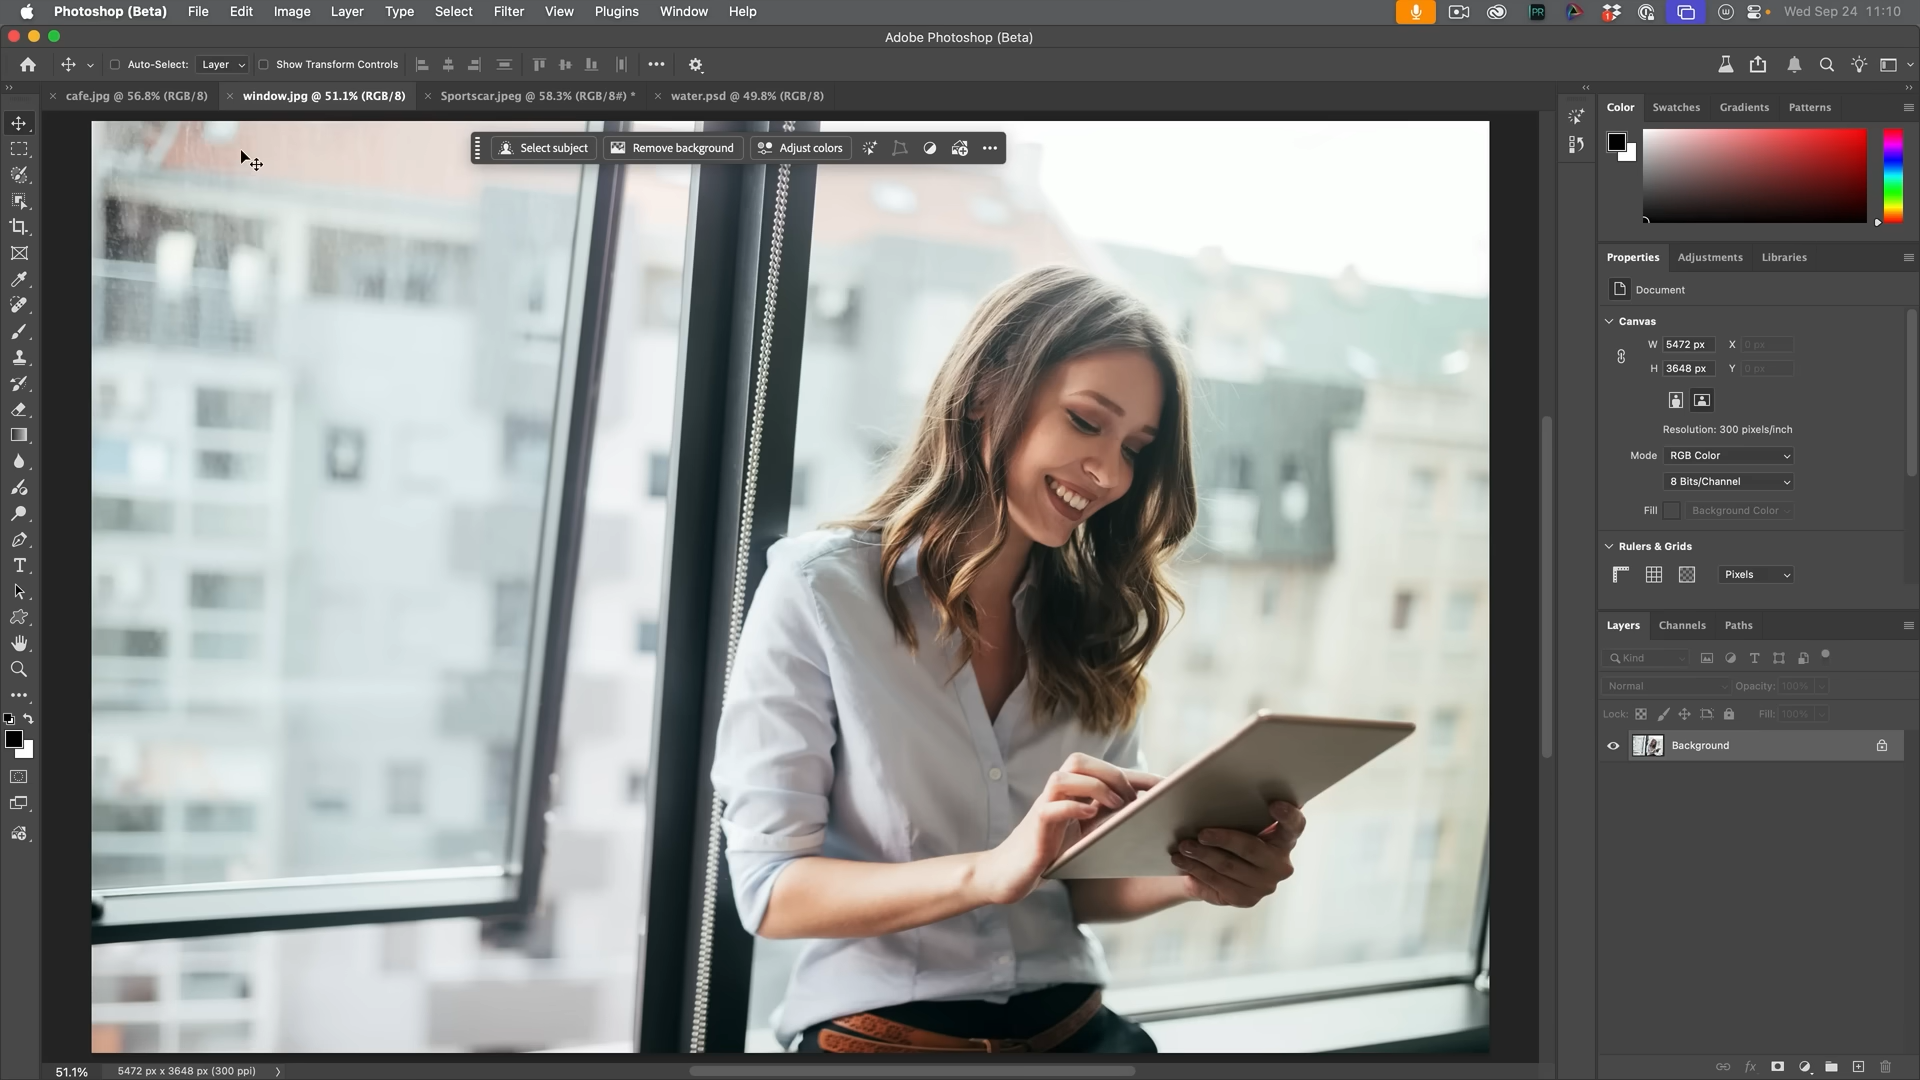 Photoshop (Beta) File Edit Image Layer Type Select Filter View Plugins Window Help Wed Sep 24 11:10
Adobe Photoshop (Beta)
Auto-Select: Layer Show Transform Controls
cafe.jpg @ 56.8% (RGB/8) window.jpg @ 51.1% (RGB/8) Sportscar.jpeg @ 58.3% (RGB/8#) * water.psd @ 49.8% (RGB/8)
Select subject Remove background Adjust colors
Color Swatches Gradients Patterns
Properties Adjustments Libraries
Document
Canvas
W 5472 px X 0 px
H 3648 px Y 0 px
Resolution: 300 pixels/inch
Mode RGB Color
8 Bits/Channel
Fill Background Color
Rulers & Grids
Pixels
Layers Channels Paths
Kind
Normal Opacity: 100%
Lock: Fill: 100%
Background
51.1% 5472 px x 3648 px (300 ppi)